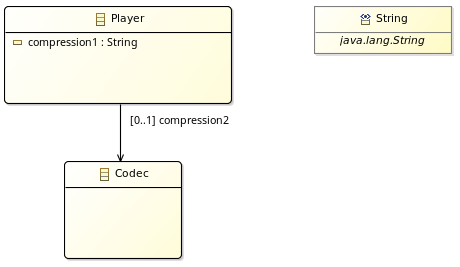 Player
compression1 : String
String
java.lang.String
[0..1] compression2
Codec